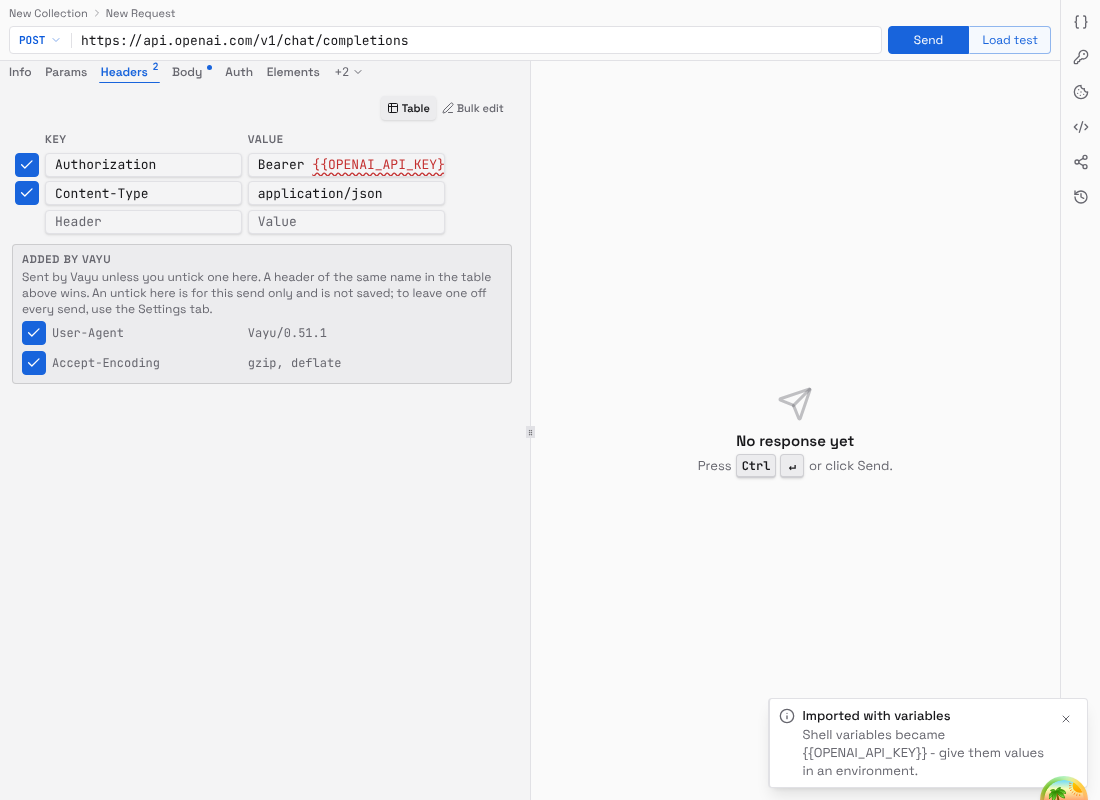 New Collection > New Request
POST https://api.openai.com/v1/chat/completions Send Load test
Info Params Headers 2 Body Auth Elements +2
Table Bulk edit
KEY VALUE
Authorization Bearer {{OPENAI_API_KEY}
Content-Type application/json
Header Value
ADDED BY VAYU
Sent by Vayu unless you untick one here. A header of the same name in the table
above wins. An untick here is for this send only and is not saved; to leave one off
every send, use the Settings tab.
User-Agent Vayu/0.51.1
Accept-Encoding gzip, deflate
No response yet
Press Ctrl ↵ or click Send.
Imported with variables
Shell variables became
{{OPENAI_API_KEY}} - give them values
in an environment.